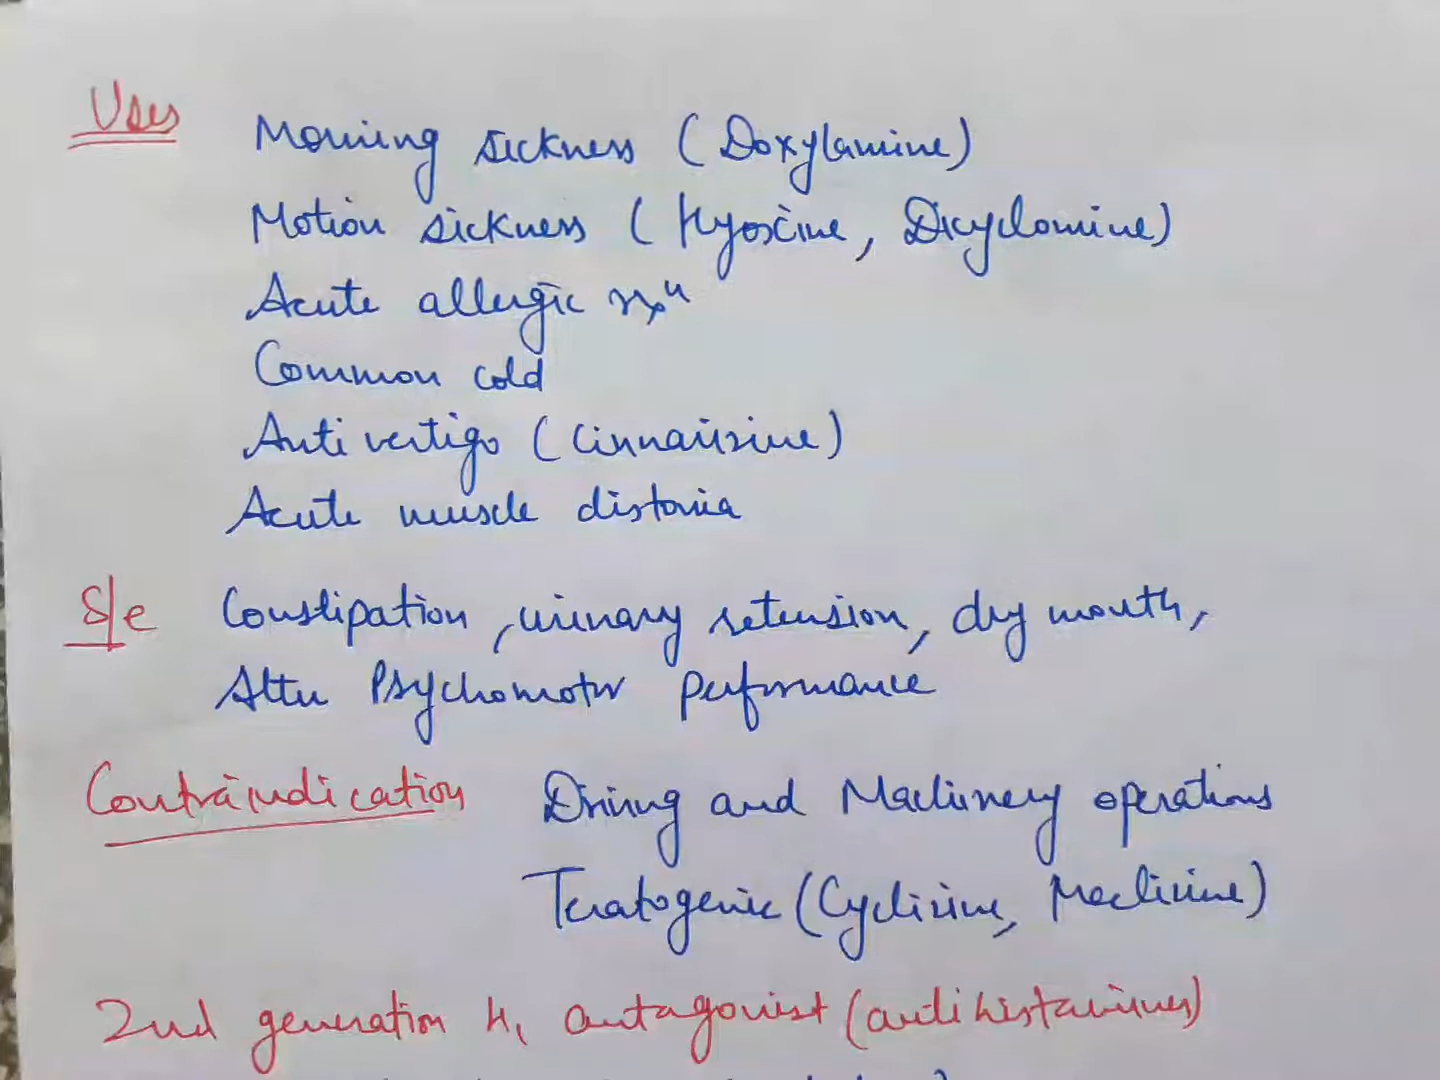 Uses Morning sickness (Doxylamine)
Motion sickness (Hyoscine, Dicyclomine)
Acute allergic rxn
Common cold
Anti vertigo (Cinnarizine)
Acute muscle distonia
S/e Constipation, urinary retension, dry mouth,
Alter Psychomotor performance
Contraindication Driving and Machinery operations
Teratogenic (Cyclizine, Meclizine)
2nd generation H₁ antagonist (antihistamines)